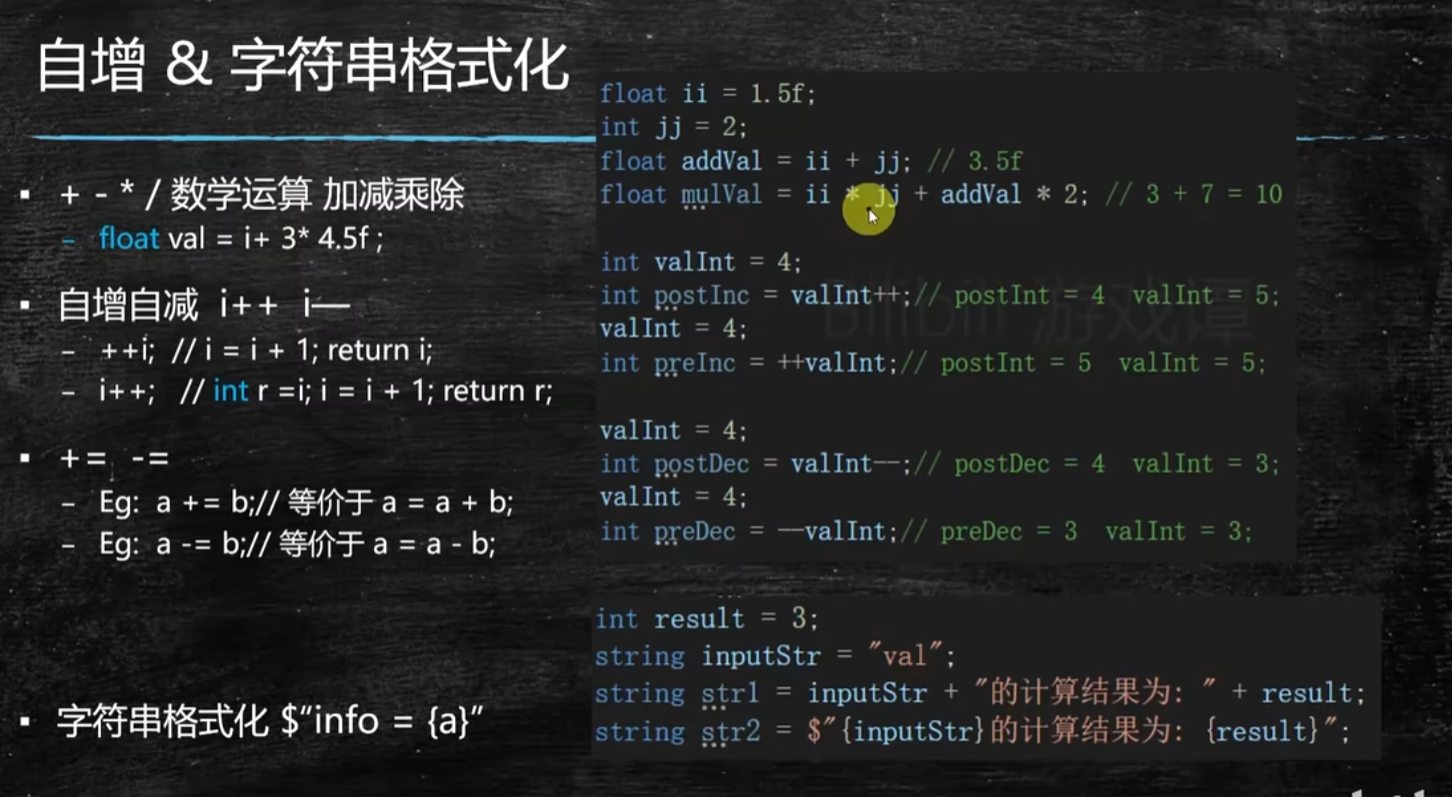 自增 & 字符串格式化
+ - * / 数学运算 加减乘除
– float val = i+ 3* 4.5f ;
自增自减 i++ i—
– ++i; // i = i + 1; return i;
– i++; // int r =i; i = i + 1; return r;
+= -=
– Eg: a += b;// 等价于 a = a + b;
– Eg: a -= b;// 等价于 a = a - b;
字符串格式化 $“info = {a}”
float ii = 1.5f;
int jj = 2;
float addVal = ii + jj; // 3.5f
float mulVal = ii * jj + addVal * 2; // 3 + 7 = 10
int valInt = 4;
int postInc = valInt++;// postInt = 4 valInt = 5;
valInt = 4;
int preInc = ++valInt;// postInt = 5 valInt = 5;
valInt = 4;
int postDec = valInt--;// postDec = 4 valInt = 3;
valInt = 4;
int preDec = --valInt;// preDec = 3 valInt = 3;
Bilibili 游戏谭
int result = 3;
string inputStr = "val";
string str1 = inputStr + "的计算结果为: " + result;
string str2 = $"{inputStr}的计算结果为: {result}";